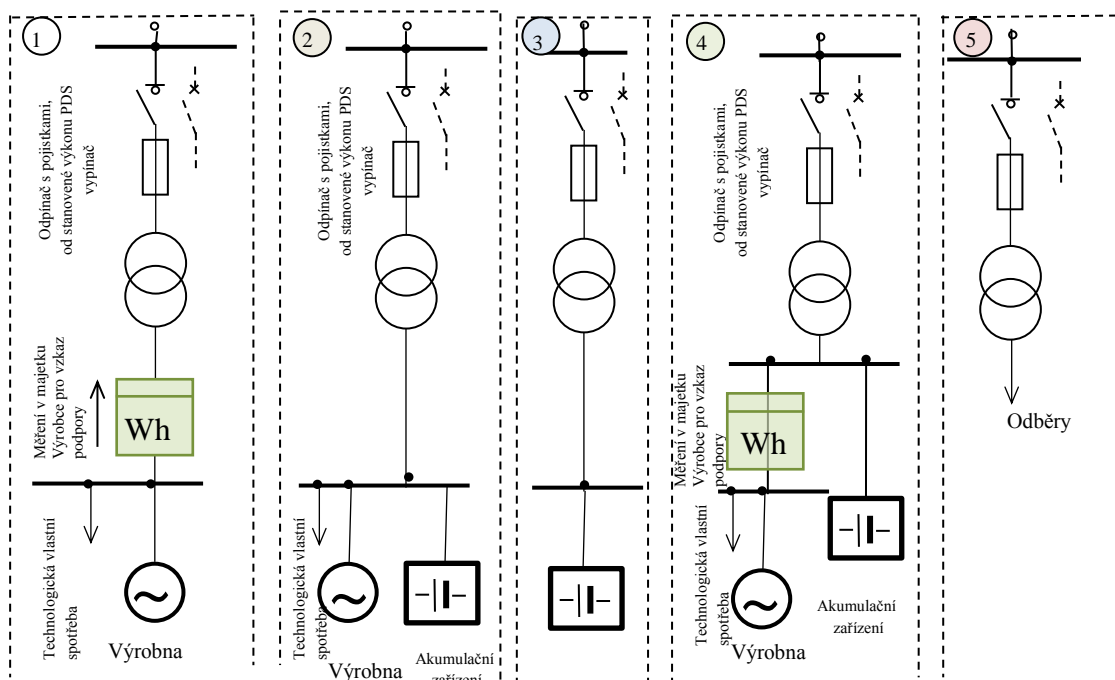 1
Odpínač s pojistkami,
od stanovené výkonu PDS
vypínač
Měření v majetku
Výrobce pro vzkaz
podpory
Wh
Technologická vlastní
spotřeba
Výrobna
2
Odpínač s pojistkami,
od stanovené výkonu PDS
vypínač
Technologická vlastní
spotřeba
Výrobna
Akumulační
zařízení
3
4
Odpínač s pojistkami,
od stanovené výkonu PDS
vypínač
Měření v majetku
Výrobce pro vzkaz
podpory
Wh
Technologická vlastní
spotřeba
Výrobna
Akumulační
zařízení
5
Odběry